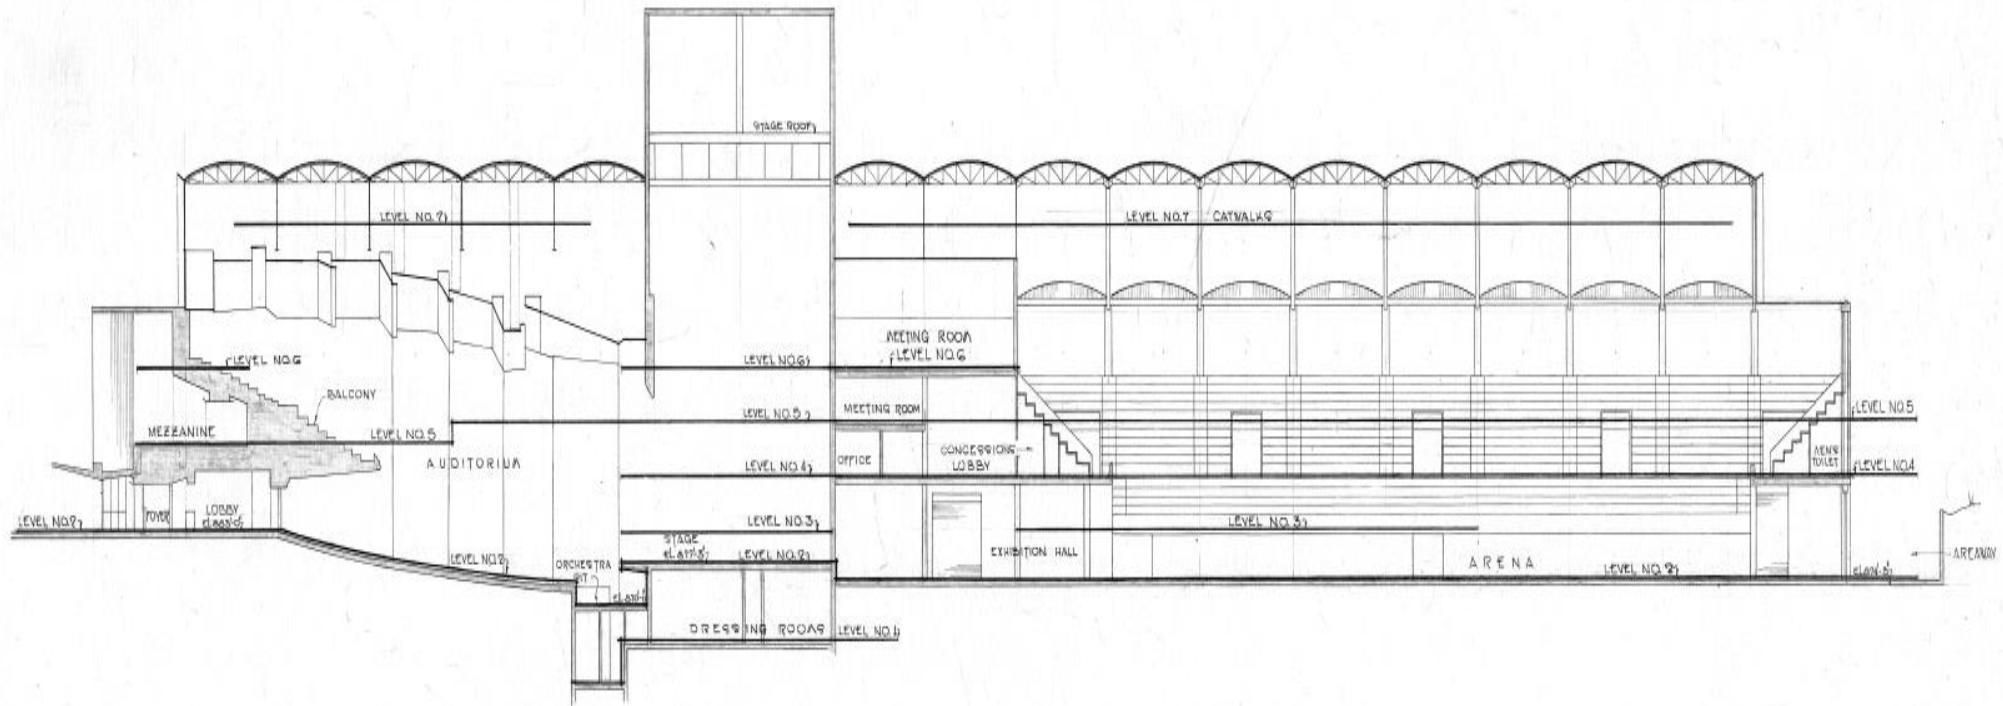 STAGE ROOF
LEVEL NO. 7
LEVEL NO. 7 CATWALKS
MEETING ROOM
LEVEL NO. 6
LEVEL NO. 6
LEVEL NO. 6
BALCONY
MEETING ROOM
LEVEL NO. 5
LEVEL NO. 5
MEZZANINE
LEVEL NO. 5
AUDITORIUM
OFFICE
CONCESSIONS
LOBBY
MEN'S
TOILET
LEVEL NO. 4
LEVEL NO. 4
FOYER
LOBBY
LEVEL NO. 2
LEVEL NO. 3
LEVEL NO. 3
STAGE
LEVEL NO. 2
LEVEL NO. 2
ORCHESTRA
PIT
EXHIBITION HALL
ARENA
LEVEL NO. 2
AREAWAY
DRESSING ROOMS
LEVEL NO. 1